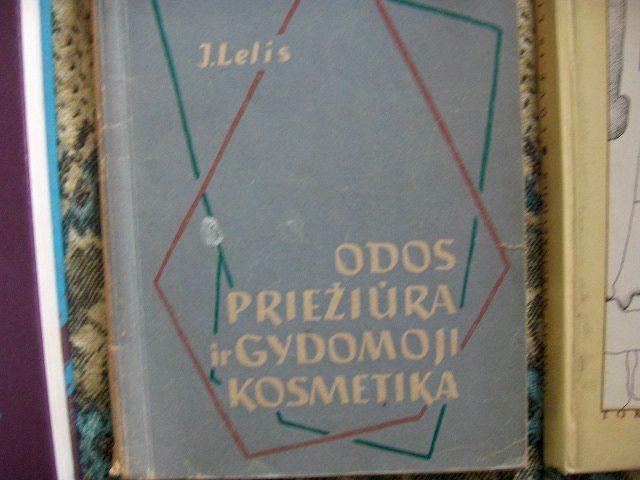 J.Lelis
ODOS
PRIEŽIŪRA
ir GYDOMOJI
KOSMETIKA